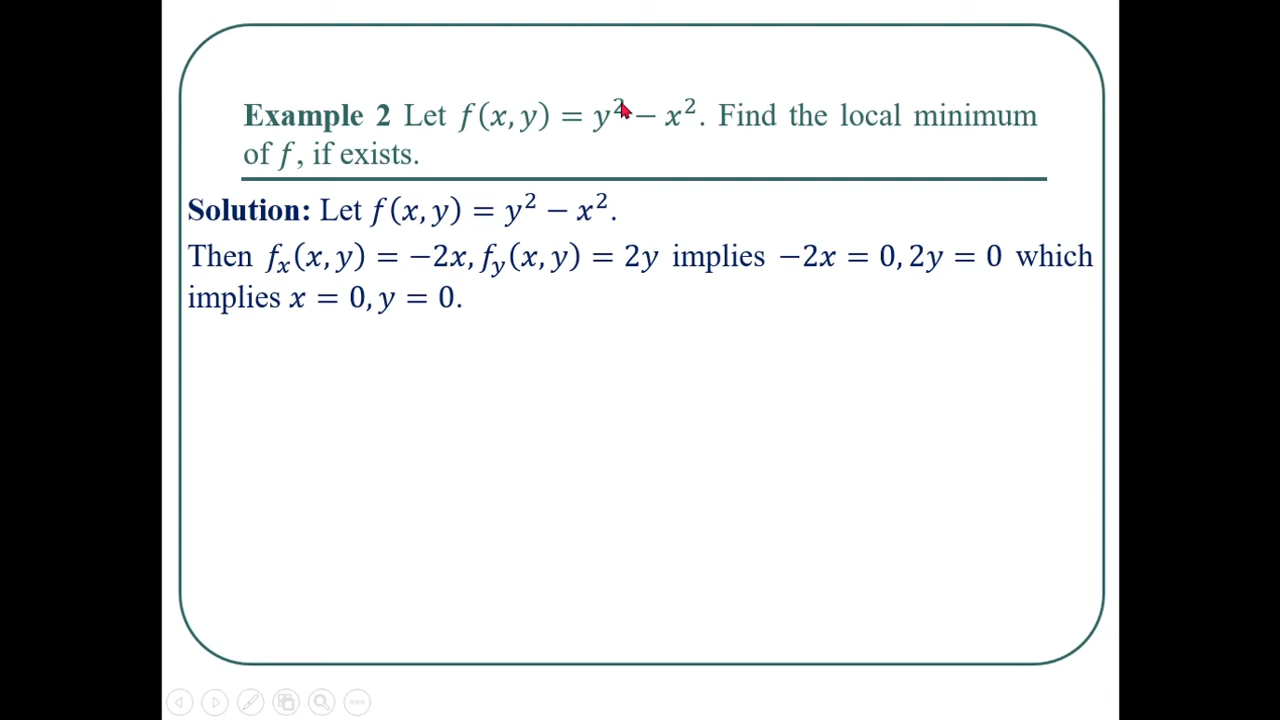 Example 2 Let f(x, y) = y² − x². Find the local minimum
of f, if exists.
Solution: Let f(x, y) = y² − x².
Then fₓ(x, y) = −2x, f_y(x, y) = 2y implies −2x = 0, 2y = 0 which
implies x = 0, y = 0.